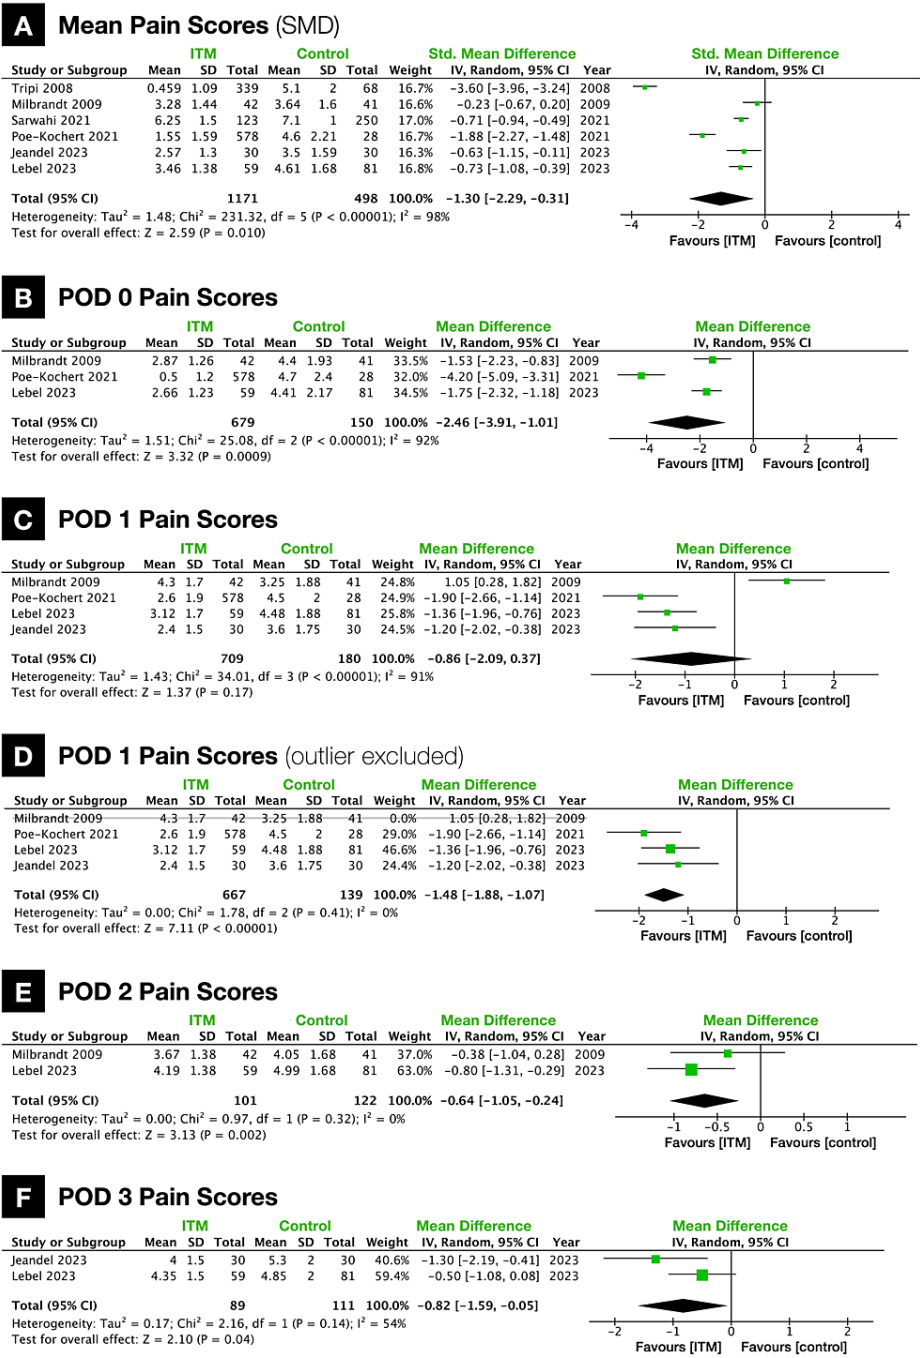 A Mean Pain Scores (SMD)
ITM Control Std. Mean Difference Std. Mean Difference
Study or Subgroup Mean SD Total Mean SD Total Weight IV, Random, 95% CI Year IV, Random, 95% CI
Tripi 2008 0.459 1.09 339 5.1 2 68 16.7% −3.60 [−3.96, −3.24] 2008
Milbrandt 2009 3.28 1.44 42 3.64 1.6 41 16.5% −0.23 [−0.67, 0.20] 2009
Sarwahi 2021 6.25 1.5 123 7.1 1 250 17.0% −0.71 [−0.94, −0.49] 2021
Poe-Kochert 2021 1.55 1.59 578 4.6 2.21 28 16.7% −1.88 [−2.27, −1.48] 2021
Jeandel 2023 2.57 1.3 30 3.5 1.59 30 16.3% −0.63 [−1.15, −0.11] 2023
Lebel 2023 3.46 1.38 59 4.61 1.68 81 16.8% −0.73 [−1.08, −0.39] 2023
Total (95% CI) 1171 498 100.0% −1.30 [−2.29, −0.31]
Heterogeneity: Tau² = 1.48; Chi² = 231.32, df = 5 (P < 0.00001); I² = 98%
Test for overall effect: Z = 2.59 (P = 0.010)
−4 −2 0 2 4
Favours [ITM] Favours [control]
B POD 0 Pain Scores
ITM Control Mean Difference Mean Difference
Study or Subgroup Mean SD Total Mean SD Total Weight IV, Random, 95% CI Year IV, Random, 95% CI
Milbrandt 2009 2.87 1.26 42 4.4 1.93 41 33.5% −1.53 [−2.23, −0.83] 2009
Poe-Kochert 2021 0.5 1.2 578 4.7 2.4 28 32.0% −4.20 [−5.09, −3.31] 2021
Lebel 2023 2.66 1.23 59 4.41 2.17 81 34.5% −1.75 [−2.32, −1.18] 2023
Total (95% CI) 679 150 100.0% −2.46 [−3.91, −1.01]
Heterogeneity: Tau² = 1.51; Chi² = 25.08, df = 2 (P < 0.00001); I² = 92%
Test for overall effect: Z = 3.32 (P = 0.0009)
−4 −2 0 2 4
Favours [ITM] Favours [control]
C POD 1 Pain Scores
ITM Control Mean Difference Mean Difference
Study or Subgroup Mean SD Total Mean SD Total Weight IV, Random, 95% CI Year IV, Random, 95% CI
Milbrandt 2009 4.3 1.7 42 3.25 1.88 41 24.8% 1.05 [0.28, 1.82] 2009
Poe-Kochert 2021 2.6 1.9 578 4.5 2 28 24.9% −1.90 [−2.66, −1.14] 2021
Lebel 2023 3.12 1.7 59 4.48 1.88 81 25.8% −1.36 [−1.96, −0.76] 2023
Jeandel 2023 2.4 1.5 30 3.6 1.75 30 24.5% −1.20 [−2.02, −0.38] 2023
Total (95% CI) 709 180 100.0% −0.86 [−2.09, 0.37]
Heterogeneity: Tau² = 1.43; Chi² = 34.01, df = 3 (P < 0.00001); I² = 91%
Test for overall effect: Z = 1.37 (P = 0.17)
−2 −1 0 1 2
Favours [ITM] Favours [control]
D POD 1 Pain Scores (outlier excluded)
ITM Control Mean Difference Mean Difference
Study or Subgroup Mean SD Total Mean SD Total Weight IV, Random, 95% CI Year IV, Random, 95% CI
Milbrandt 2009 4.3 1.7 42 3.25 1.88 41 0.0% 1.05 [0.28, 1.82] 2009
Poe-Kochert 2021 2.6 1.9 578 4.5 2 28 29.0% −1.90 [−2.66, −1.14] 2021
Lebel 2023 3.12 1.7 59 4.48 1.88 81 46.6% −1.36 [−1.96, −0.76] 2023
Jeandel 2023 2.4 1.5 30 3.6 1.75 30 24.4% −1.20 [−2.02, −0.38] 2023
Total (95% CI) 667 139 100.0% −1.48 [−1.88, −1.07]
Heterogeneity: Tau² = 0.00; Chi² = 1.78, df = 2 (P = 0.41); I² = 0%
Test for overall effect: Z = 7.11 (P < 0.00001)
−2 −1 0 1 2
Favours [ITM] Favours [control]
E POD 2 Pain Scores
ITM Control Mean Difference Mean Difference
Study or Subgroup Mean SD Total Mean SD Total Weight IV, Random, 95% CI Year IV, Random, 95% CI
Milbrandt 2009 3.67 1.38 42 4.05 1.68 41 37.0% −0.38 [−1.04, 0.28] 2009
Lebel 2023 4.19 1.38 59 4.99 1.68 81 63.0% −0.80 [−1.31, −0.29] 2023
Total (95% CI) 101 122 100.0% −0.64 [−1.05, −0.24]
Heterogeneity: Tau² = 0.00; Chi² = 0.97, df = 1 (P = 0.32); I² = 0%
Test for overall effect: Z = 3.13 (P = 0.002)
−1 −0.5 0 0.5 1
Favours [ITM] Favours [control]
F POD 3 Pain Scores
ITM Control Mean Difference Mean Difference
Study or Subgroup Mean SD Total Mean SD Total Weight IV, Random, 95% CI Year IV, Random, 95% CI
Jeandel 2023 4 1.5 30 5.3 2 30 40.6% −1.30 [−2.19, −0.41] 2023
Lebel 2023 4.35 1.5 59 4.85 2 81 59.4% −0.50 [−1.08, 0.08] 2023
Total (95% CI) 89 111 100.0% −0.82 [−1.59, −0.05]
Heterogeneity: Tau² = 0.17; Chi² = 2.16, df = 1 (P = 0.14); I² = 54%
Test for overall effect: Z = 2.10 (P = 0.04)
−2 −1 0 1 2
Favours [ITM] Favours [control]